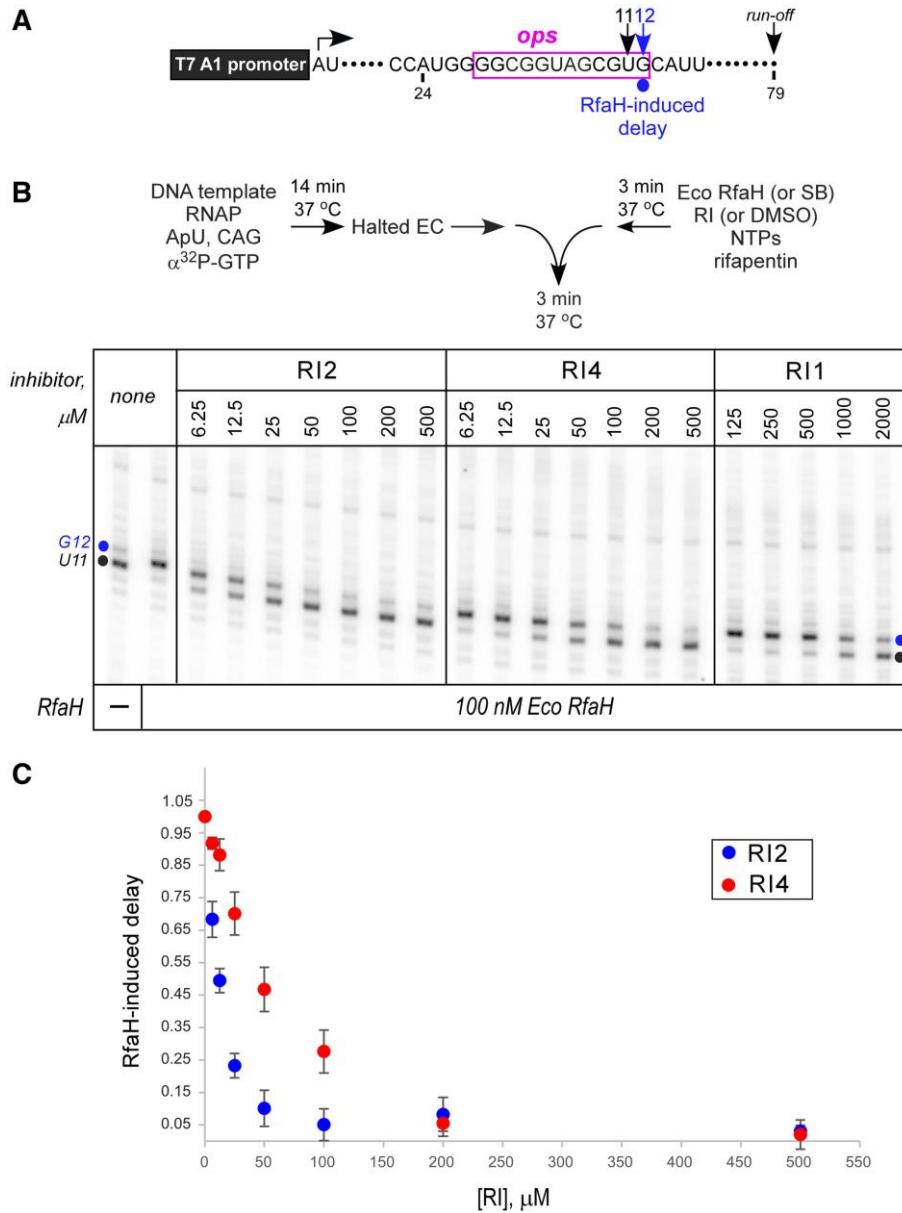 A
ops
11 12
run-off
T7 A1 promoter
AU
CCAUGGGGCGGUAGCGUGCAUU
24
79
RfaH-induced
delay
B
DNA template
RNAP
ApU, CAG
α³²P-GTP
14 min
37 °C
Halted EC
3 min
37 °C
Eco RfaH (or SB)
RI (or DMSO)
NTPs
rifapentin
3 min
37 °C
inhibitor,
μM
none
RI2
RI4
RI1
6.25 12.5 25 50 100 200 500
6.25 12.5 25 50 100 200 500
125 250 500 1000 2000
G12
U11
RfaH
–
100 nM Eco RfaH
C
RfaH-induced delay
1.05
0.95
0.85
0.75
0.65
0.55
0.45
0.35
0.25
0.15
0.05
RI2
RI4
0 50 100 150 200 250 300 350 400 450 500 550
[RI], μM